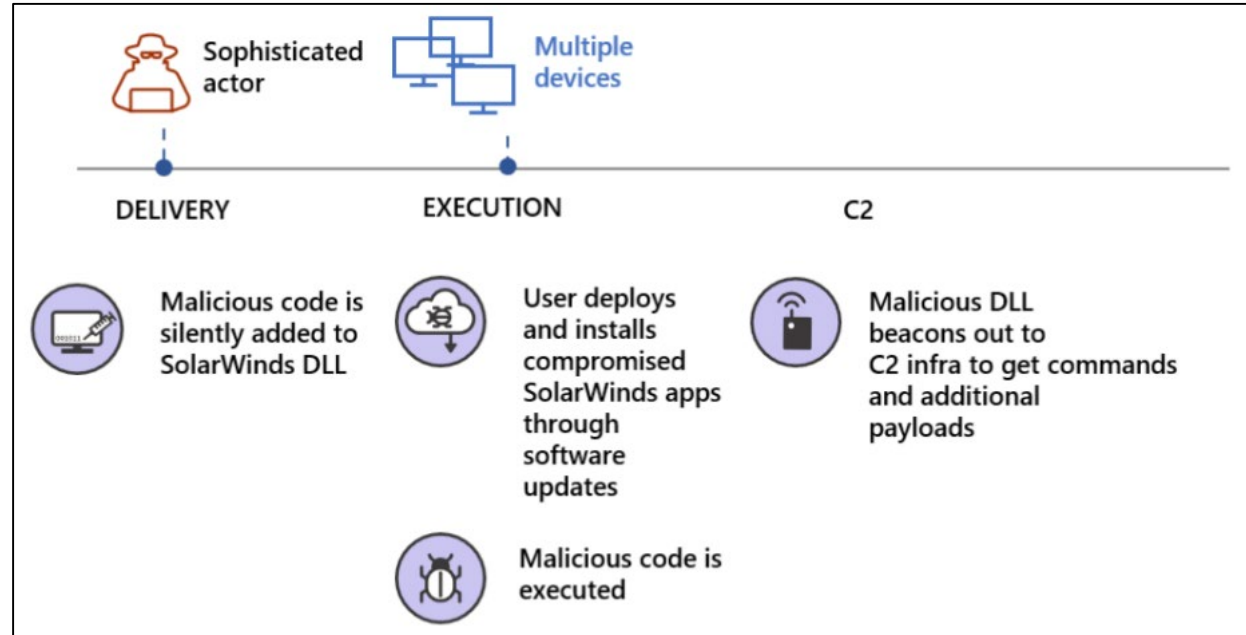 Sophisticated
actor
Multiple
devices
DELIVERY
EXECUTION
C2
001011
Malicious code is
silently added to
SolarWinds DLL
User deploys
and installs
compromised
SolarWinds apps
through
software
updates
Malicious DLL
beacons out to
C2 infra to get commands
and additional
payloads
Malicious code is
executed